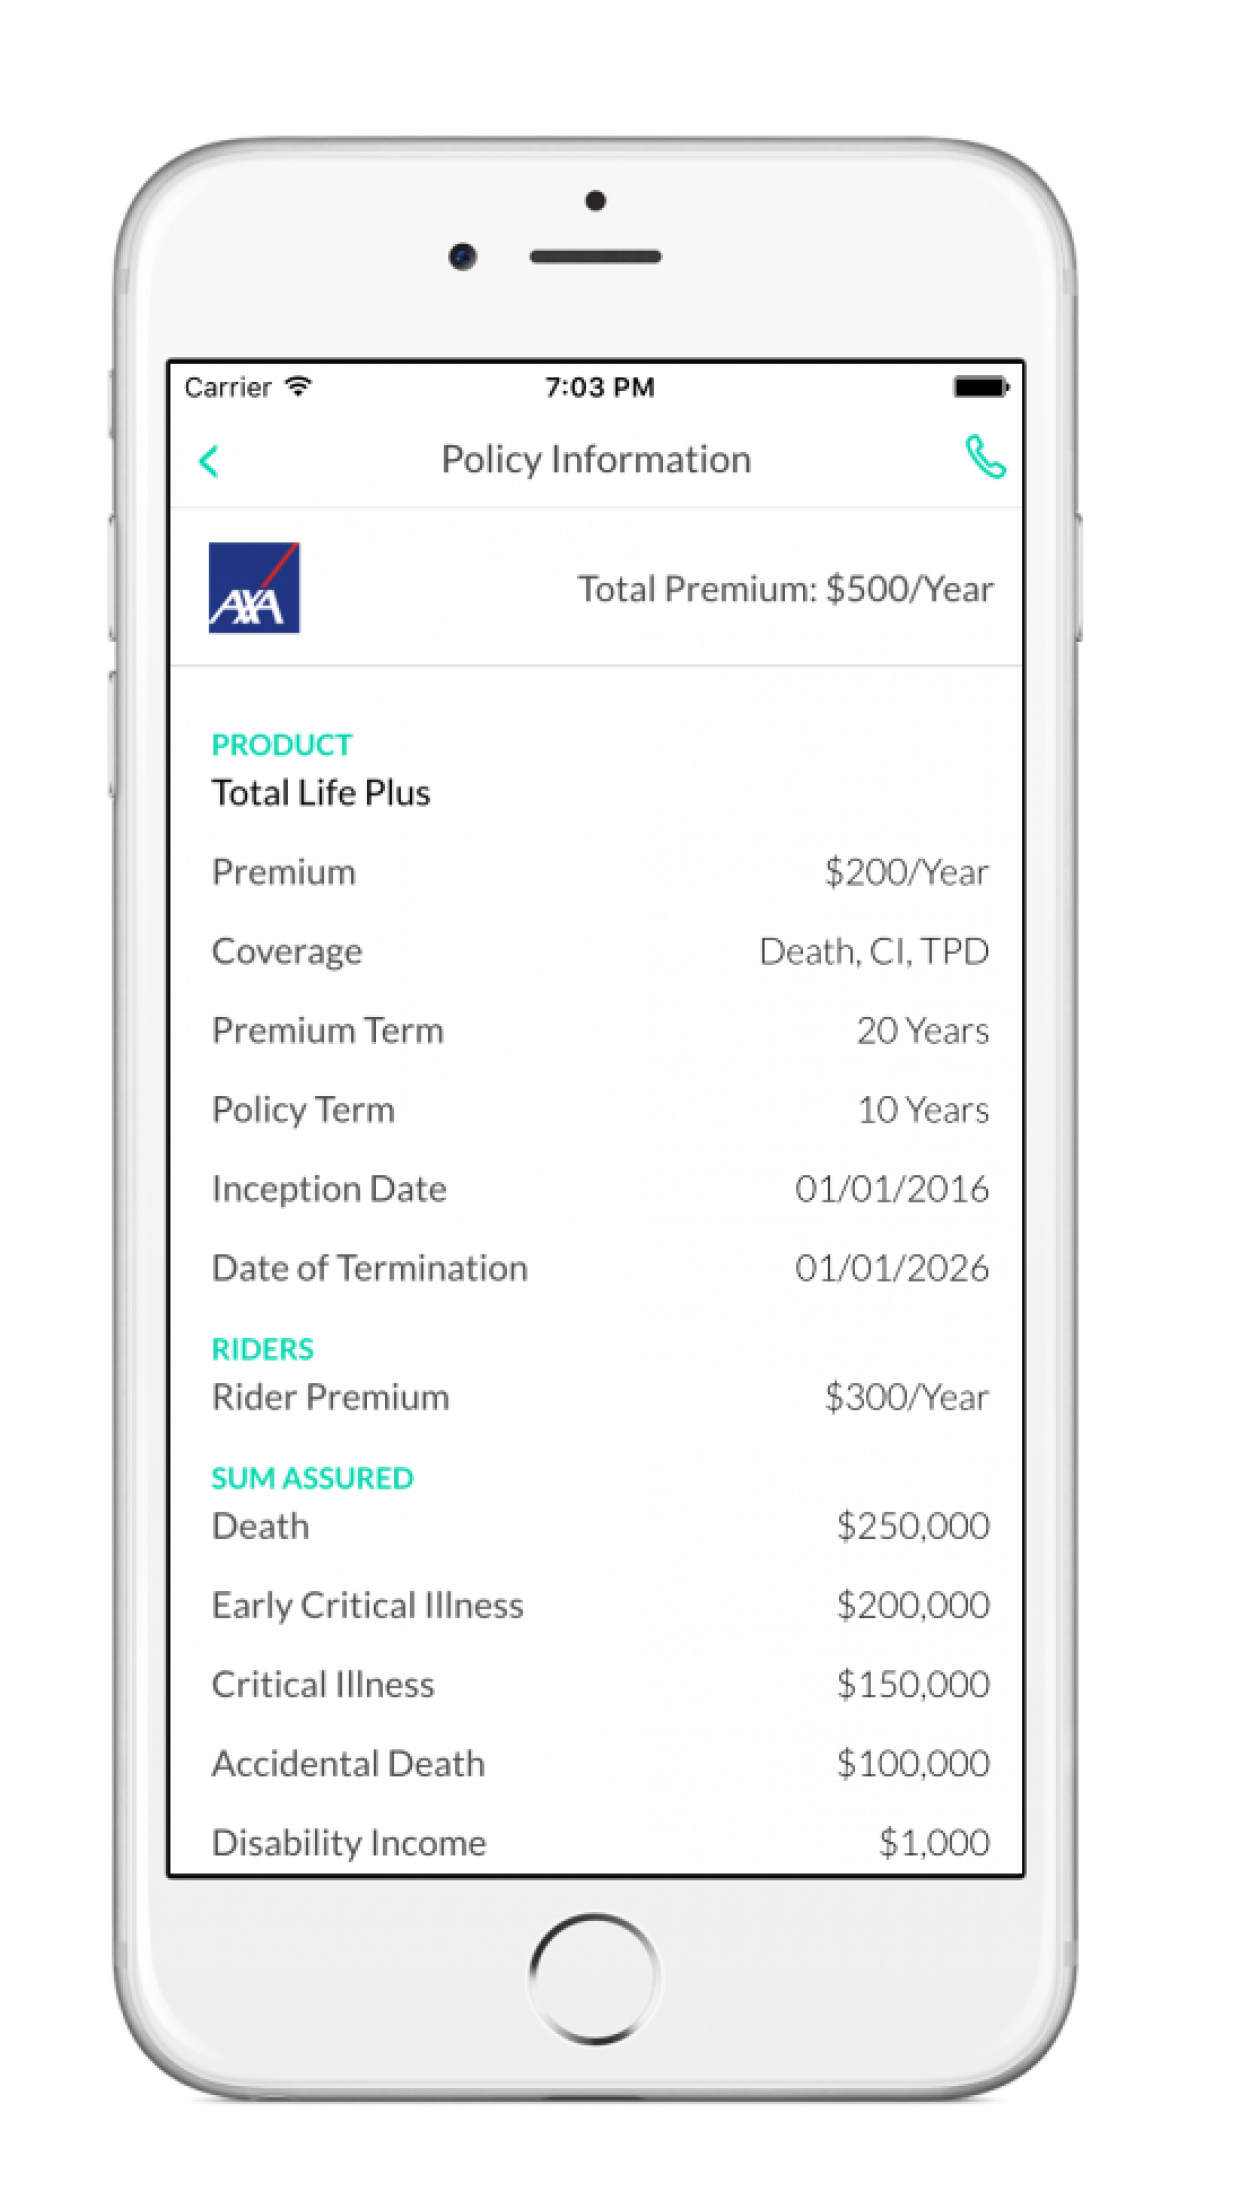 Carrier 7:03 PM
Policy Information
AXA Total Premium: $500/Year
PRODUCT
Total Life Plus
Premium $200/Year
Coverage Death, CI, TPD
Premium Term 20 Years
Policy Term 10 Years
Inception Date 01/01/2016
Date of Termination 01/01/2026
RIDERS
Rider Premium $300/Year
SUM ASSURED
Death $250,000
Early Critical Illness $200,000
Critical Illness $150,000
Accidental Death $100,000
Disability Income $1,000